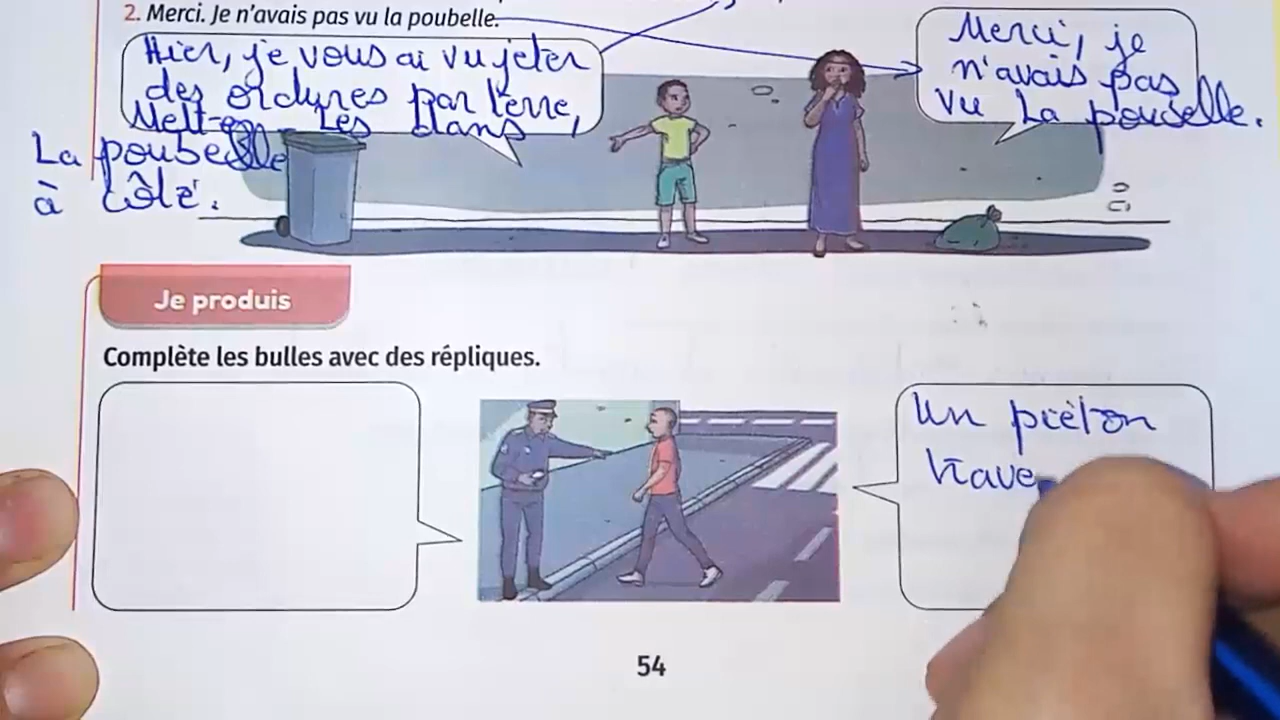 2. Merci. Je n'avais pas vu la poubelle.
Hier, je vous ai vu jeter
des ordures par terre,
Mett-es les dans
La poubelle
à côté.
Merci, je
n'avais pas
vu La poubelle.
Je produis
Complète les bulles avec des répliques.
Un piéton
trave
54